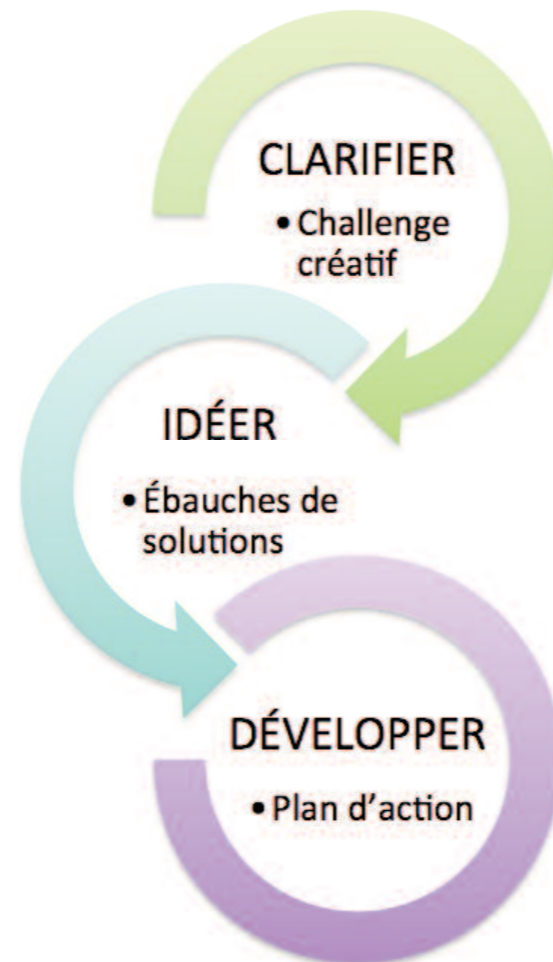 CLARIFIER
• Challenge
créatif
IDÉER
• Ébauches de
solutions
DÉVELOPPER
• Plan d’action